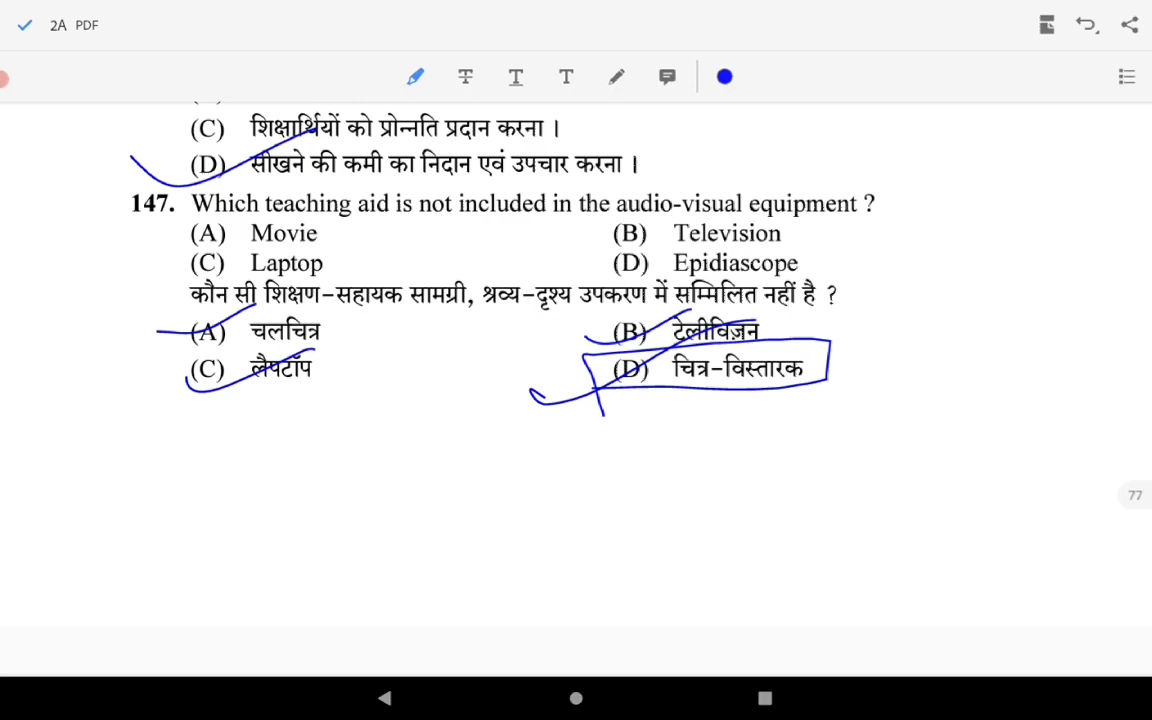 2A PDF
(C) शिक्षार्थियों को प्रोन्नति प्रदान करना ।
(D) सीखने की कमी का निदान एवं उपचार करना ।
147. Which teaching aid is not included in the audio-visual equipment ?
(A) Movie (B) Television
(C) Laptop (D) Epidiascope
कौन सी शिक्षण-सहायक सामग्री, श्रव्य-दृश्य उपकरण में सम्मिलित नहीं है ?
(A) चलचित्र (B) टेलीविज़न
(C) लैपटॉप (D) चित्र-विस्तारक
77